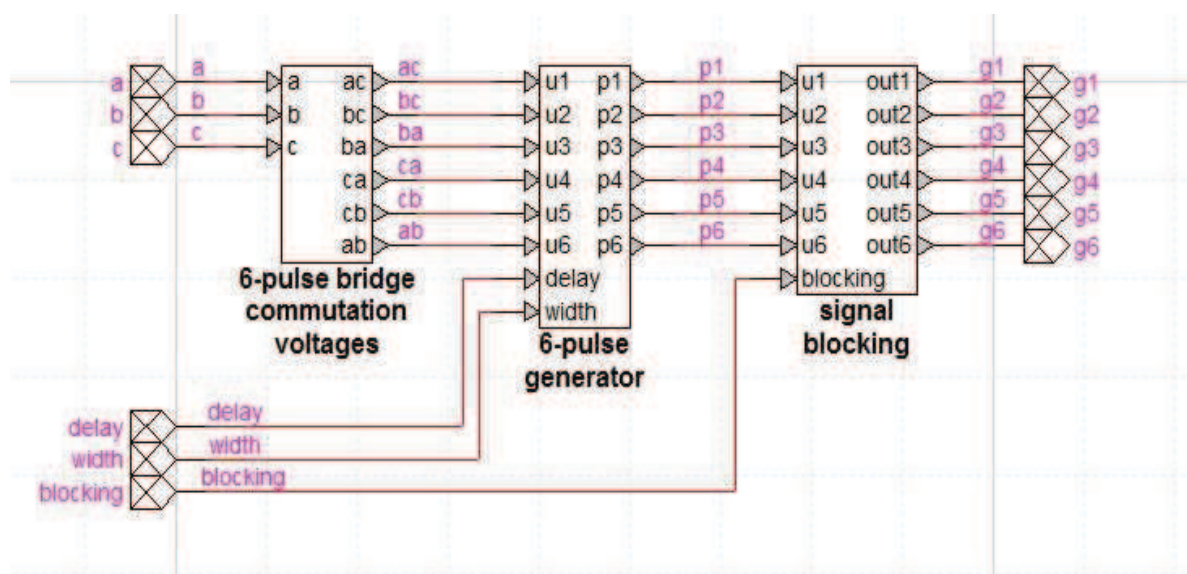 a
b
c
a
b
c
a
b
c
ac
bc
ba
ca
cb
ab
ac
bc
ba
ca
cb
ab
6-pulse bridge
commutation
voltages
u1
u2
u3
u4
u5
u6
delay
width
p1
p2
p3
p4
p5
p6
6-pulse
generator
p1
p2
p3
p4
p5
p6
u1
u2
u3
u4
u5
u6
blocking
out1
out2
out3
out4
out5
out6
signal
blocking
g1
g2
g3
g4
g5
g6
g1
g2
g3
g4
g5
g6
delay
width
blocking
delay
width
blocking